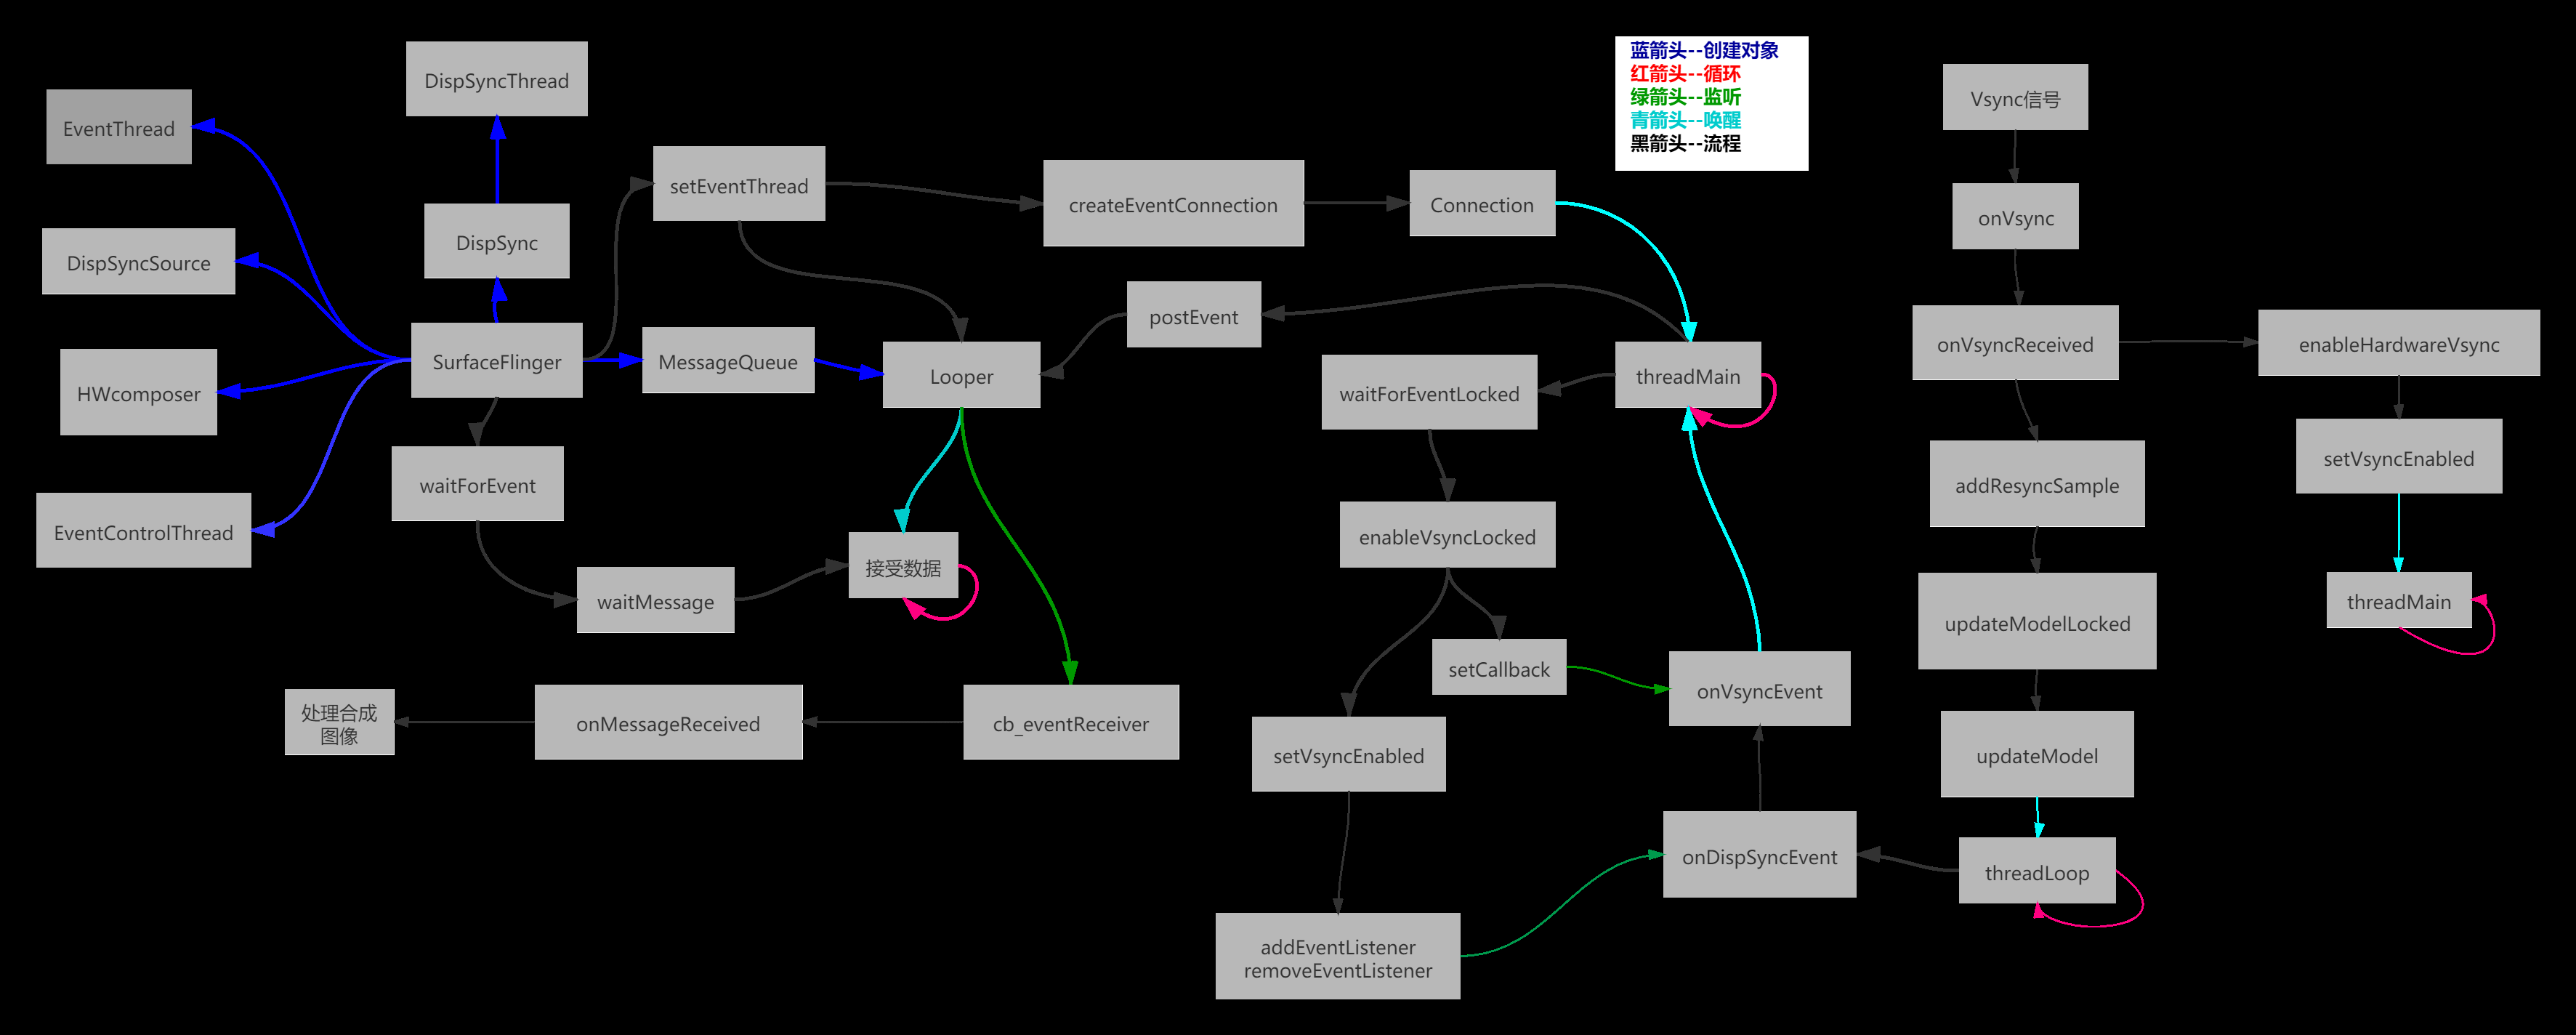 DispSyncThread
EventThread
DispSync
DispSyncSource
SurfaceFlinger
HWcomposer
EventControlThread
waitForEvent
waitMessage
接受数据
setEventThread
MessageQueue
Looper
createEventConnection
Connection
postEvent
蓝箭头--创建对象
红箭头--循环
绿箭头--监听
青箭头--唤醒
黑箭头--流程
threadMain
waitForEventLocked
enableVsyncLocked
setCallback
setVsyncEnabled
onVsyncEvent
onDispSyncEvent
addEventListener
removeEventListener
cb_eventReceiver
onMessageReceived
处理合成
图像
Vsync信号
onVsync
onVsyncReceived
addResyncSample
updateModelLocked
updateModel
threadLoop
enableHardwareVsync
setVsyncEnabled
threadMain